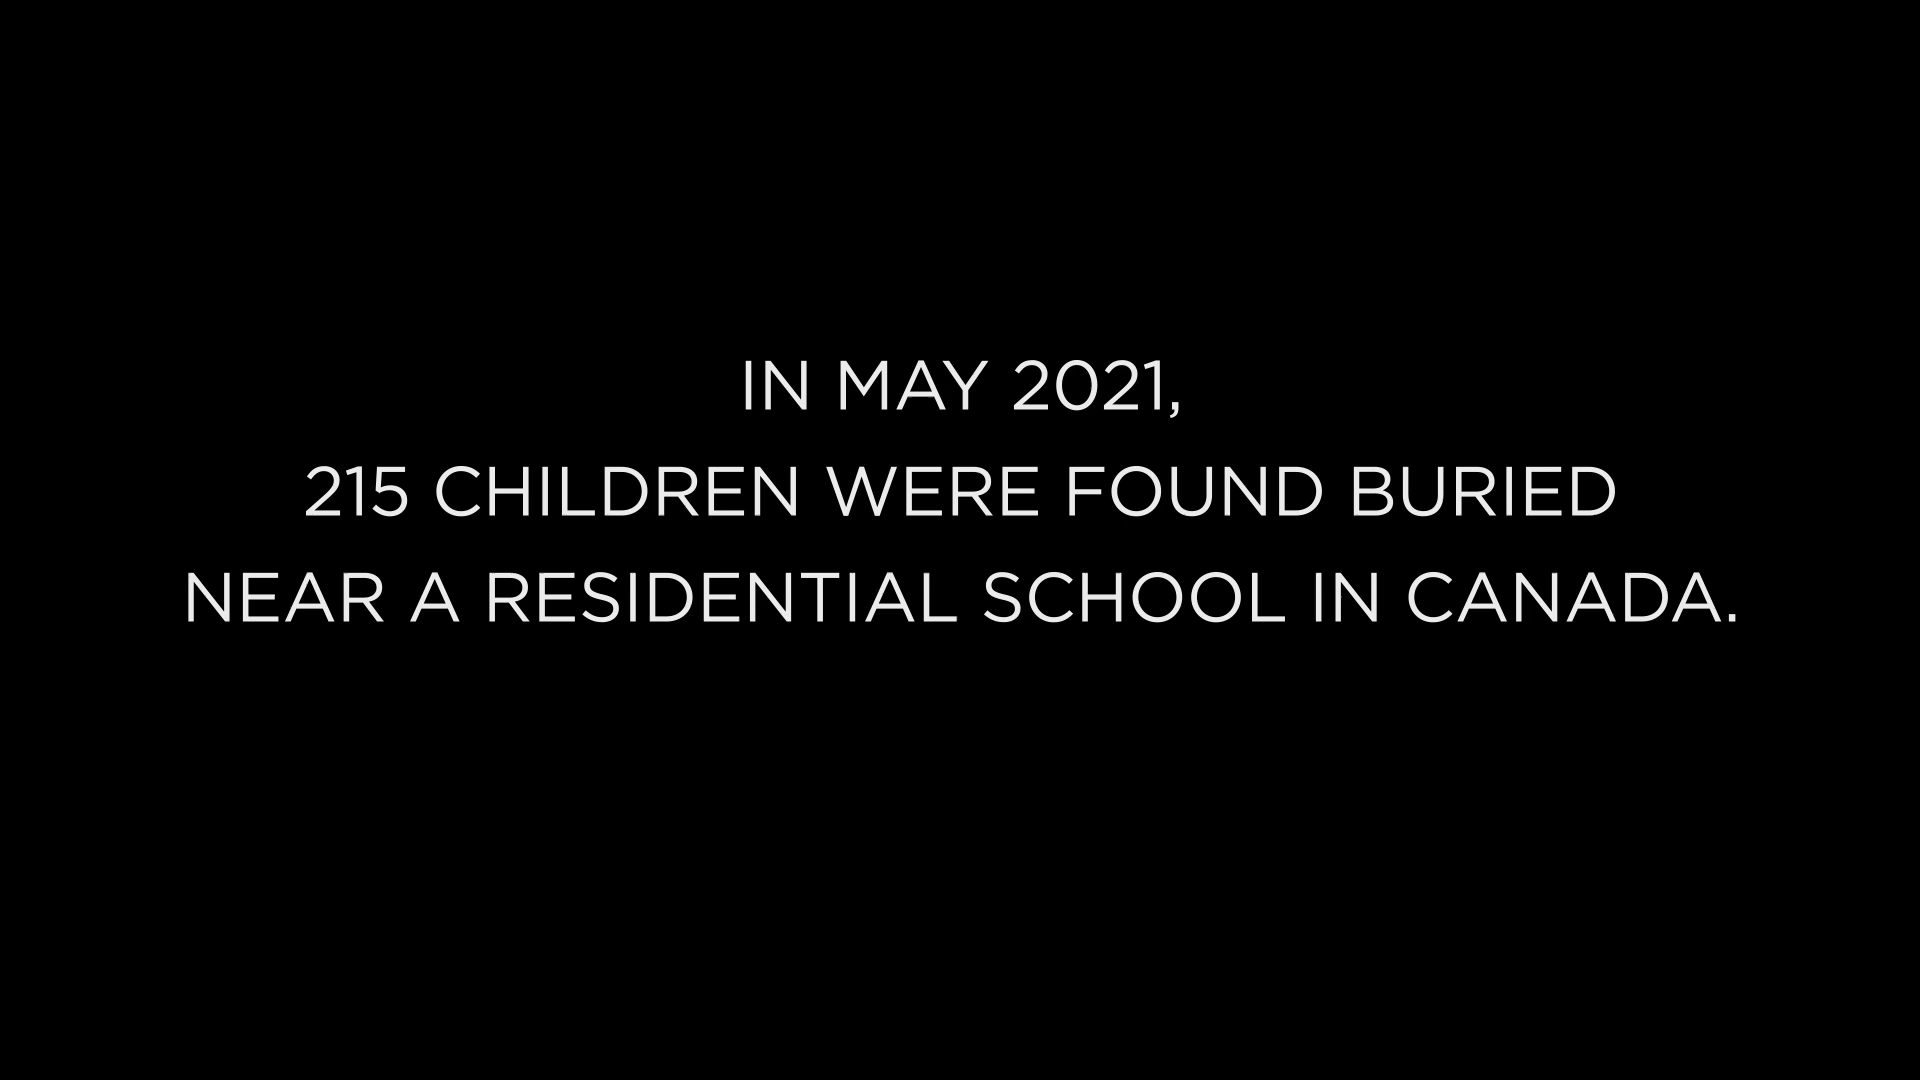 IN MAY 2021,
215 CHILDREN WERE FOUND BURIED
NEAR A RESIDENTIAL SCHOOL IN CANADA.